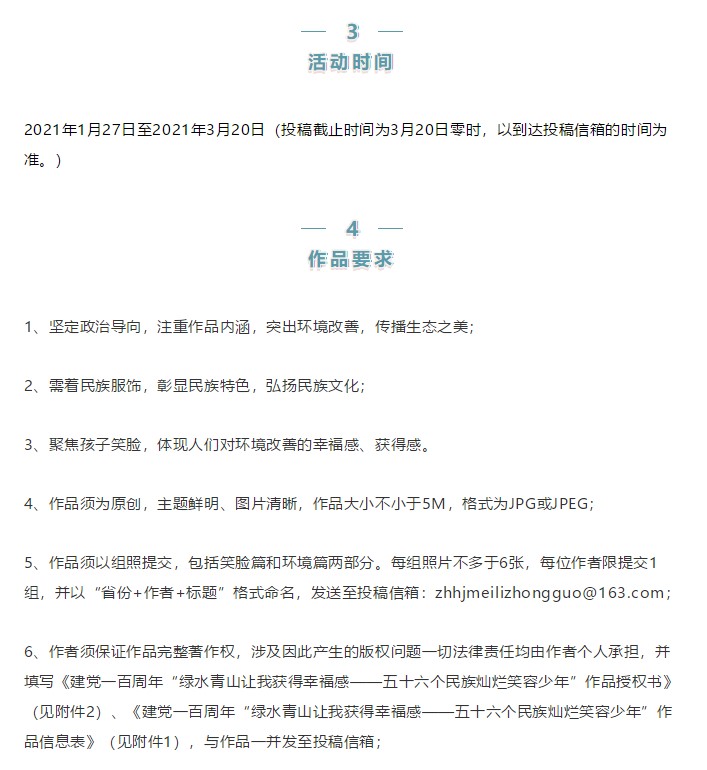 3
活动时间
2021年1月27日至2021年3月20日（投稿截止时间为3月20日零时，以到达投稿信箱的时间为
准。）
4
作品要求
1、坚定政治导向，注重作品内涵，突出环境改善，传播生态之美；
2、需着民族服饰，彰显民族特色，弘扬民族文化；
3、聚焦孩子笑脸，体现人们对环境改善的幸福感、获得感。
4、作品须为原创，主题鲜明、图片清晰，作品大小不小于5M，格式为JPG或JPEG；
5、作品须以组照提交，包括笑脸篇和环境篇两部分。每组照片不多于6张，每位作者限提交1
组，并以“省份+作者+标题”格式命名，发送至投稿信箱：zhhjmeilizhongguo@163.com；
6、作者须保证作品完整著作权，涉及因此产生的版权问题一切法律责任均由作者个人承担，并
填写《建党一百周年“绿水青山让我获得幸福感——五十六个民族灿烂笑容少年”作品授权书》
（见附件2）、《建党一百周年“绿水青山让我获得幸福感——五十六个民族灿烂笑容少年”作
品信息表》（见附件1），与作品一并发至投稿信箱；